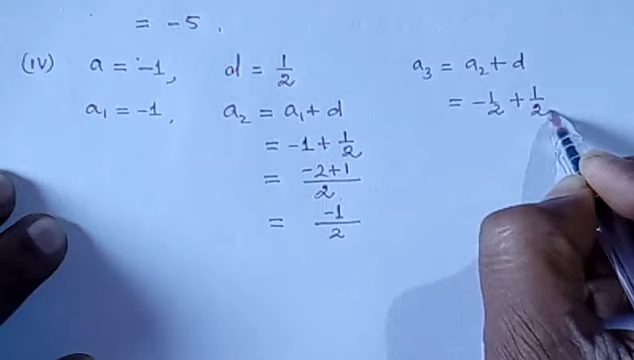 = -5.
(iv) a = -1, d = 1/2
a₁ = -1, a₂ = a₁ + d
= -1 + 1/2
= -2+1/2
= -1/2
a₃ = a₂ + d
= -1/2 + 1/2